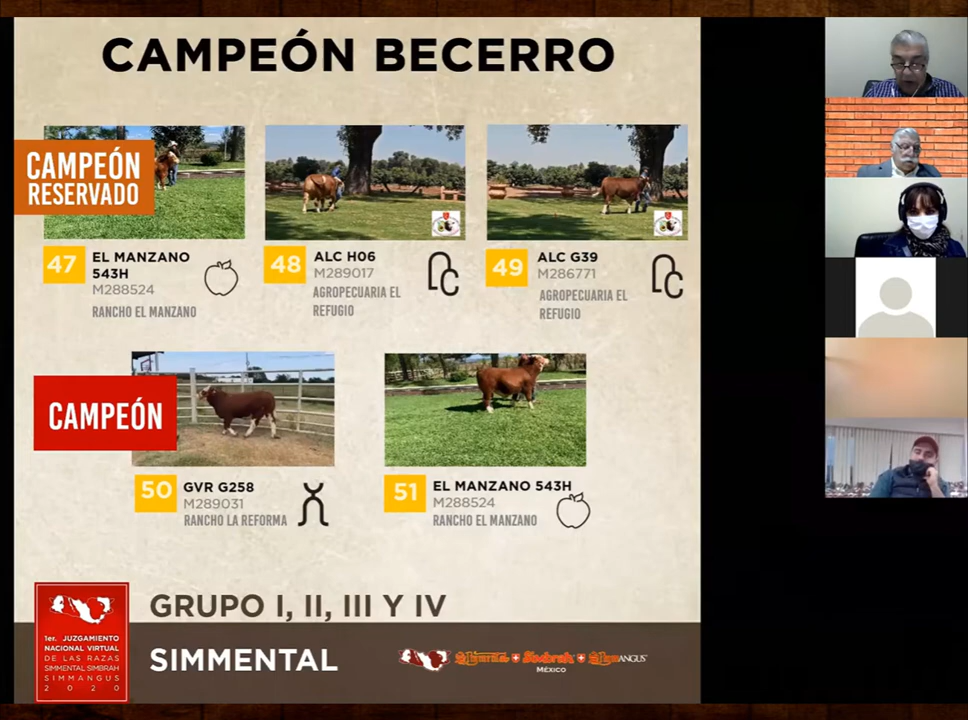 CAMPEÓN BECERRO
CAMPEÓN
RESERVADO
47
EL MANZANO
543H
M288524
RANCHO EL MANZANO
48
ALC H06
M289017
AGROPECUARIA EL
REFUGIO
49
ALC G39
M286771
AGROPECUARIA EL
REFUGIO
CAMPEÓN
50
GVR G258
M289031
RANCHO LA REFORMA
51
EL MANZANO 543H
M288524
RANCHO EL MANZANO
GRUPO I, II, III Y IV
SIMMENTAL
1er. JUZGAMIENTO
NACIONAL VIRTUAL
DE LAS RAZAS
SIMMENTAL SIMBRAH
SIMMANGUS
2020
MÉXICO